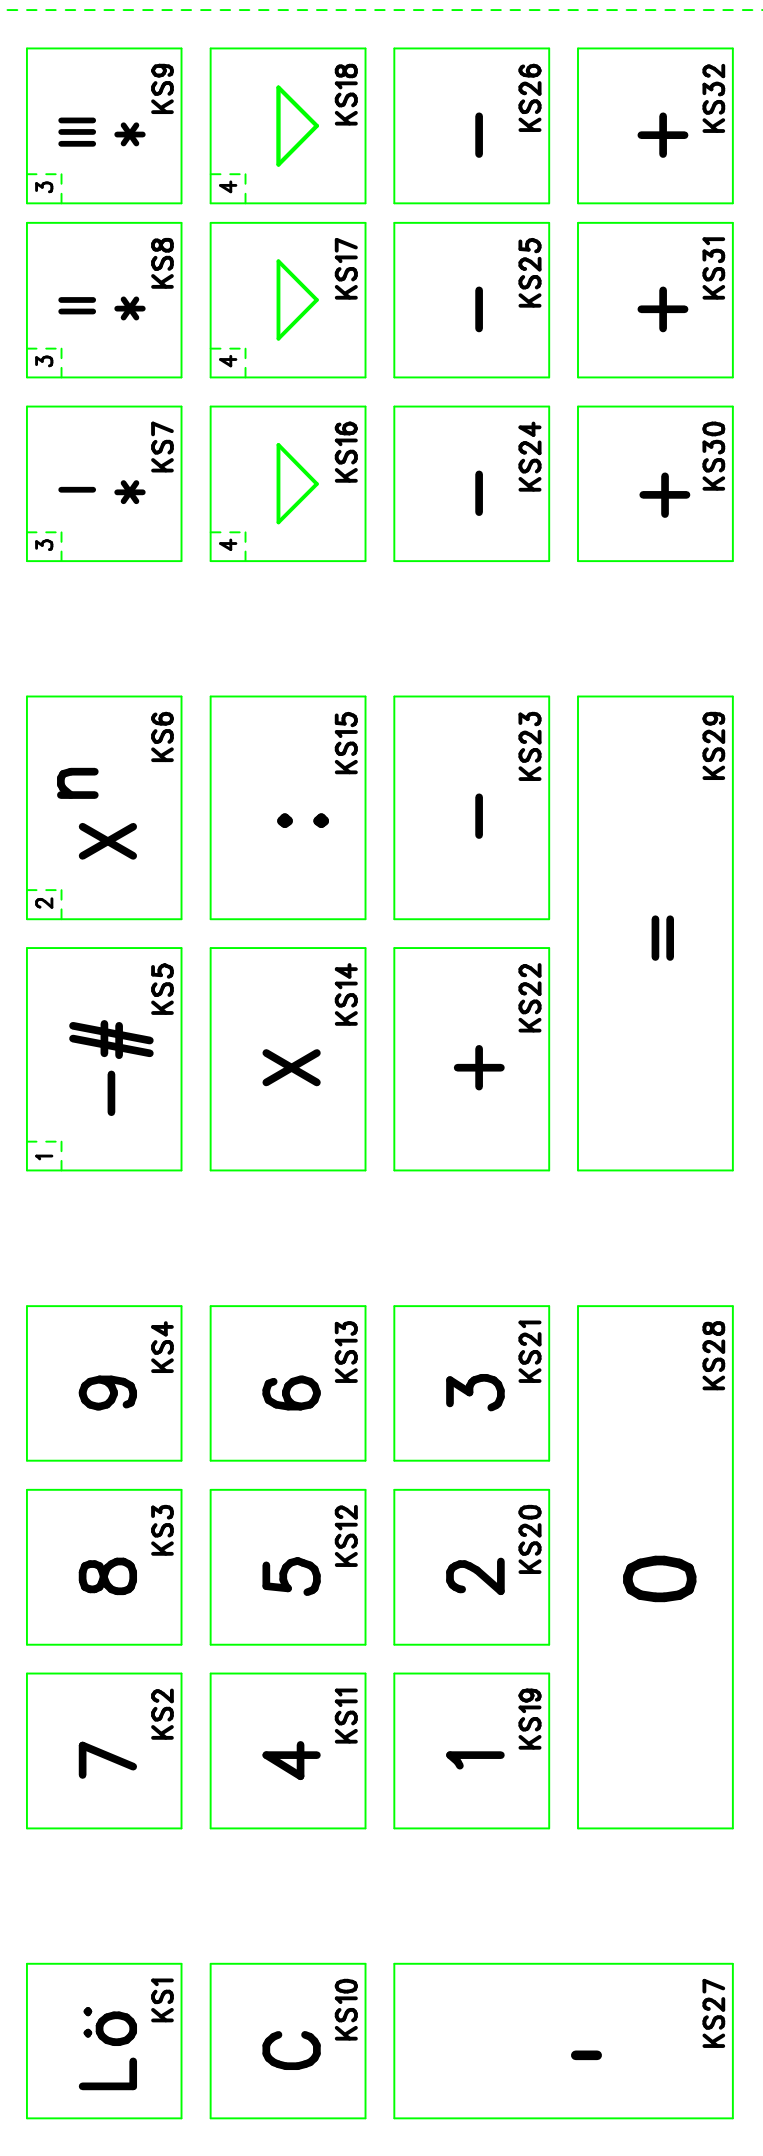 Lö
KS1
7
KS2
8
KS3
9
KS4
1
–#
KS5
2
Xⁿ
KS6
3
I
*
KS7
3
II
*
KS8
3
III
*
KS9
C
KS10
4
KS11
5
KS12
6
KS13
X
KS14
:
KS15
4
KS16
4
KS17
4
KS18
1
KS19
2
KS20
3
KS21
+
KS22
–
KS23
–
KS24
–
KS25
–
KS26
,
KS27
0
KS28
=
KS29
+
KS30
+
KS31
+
KS32